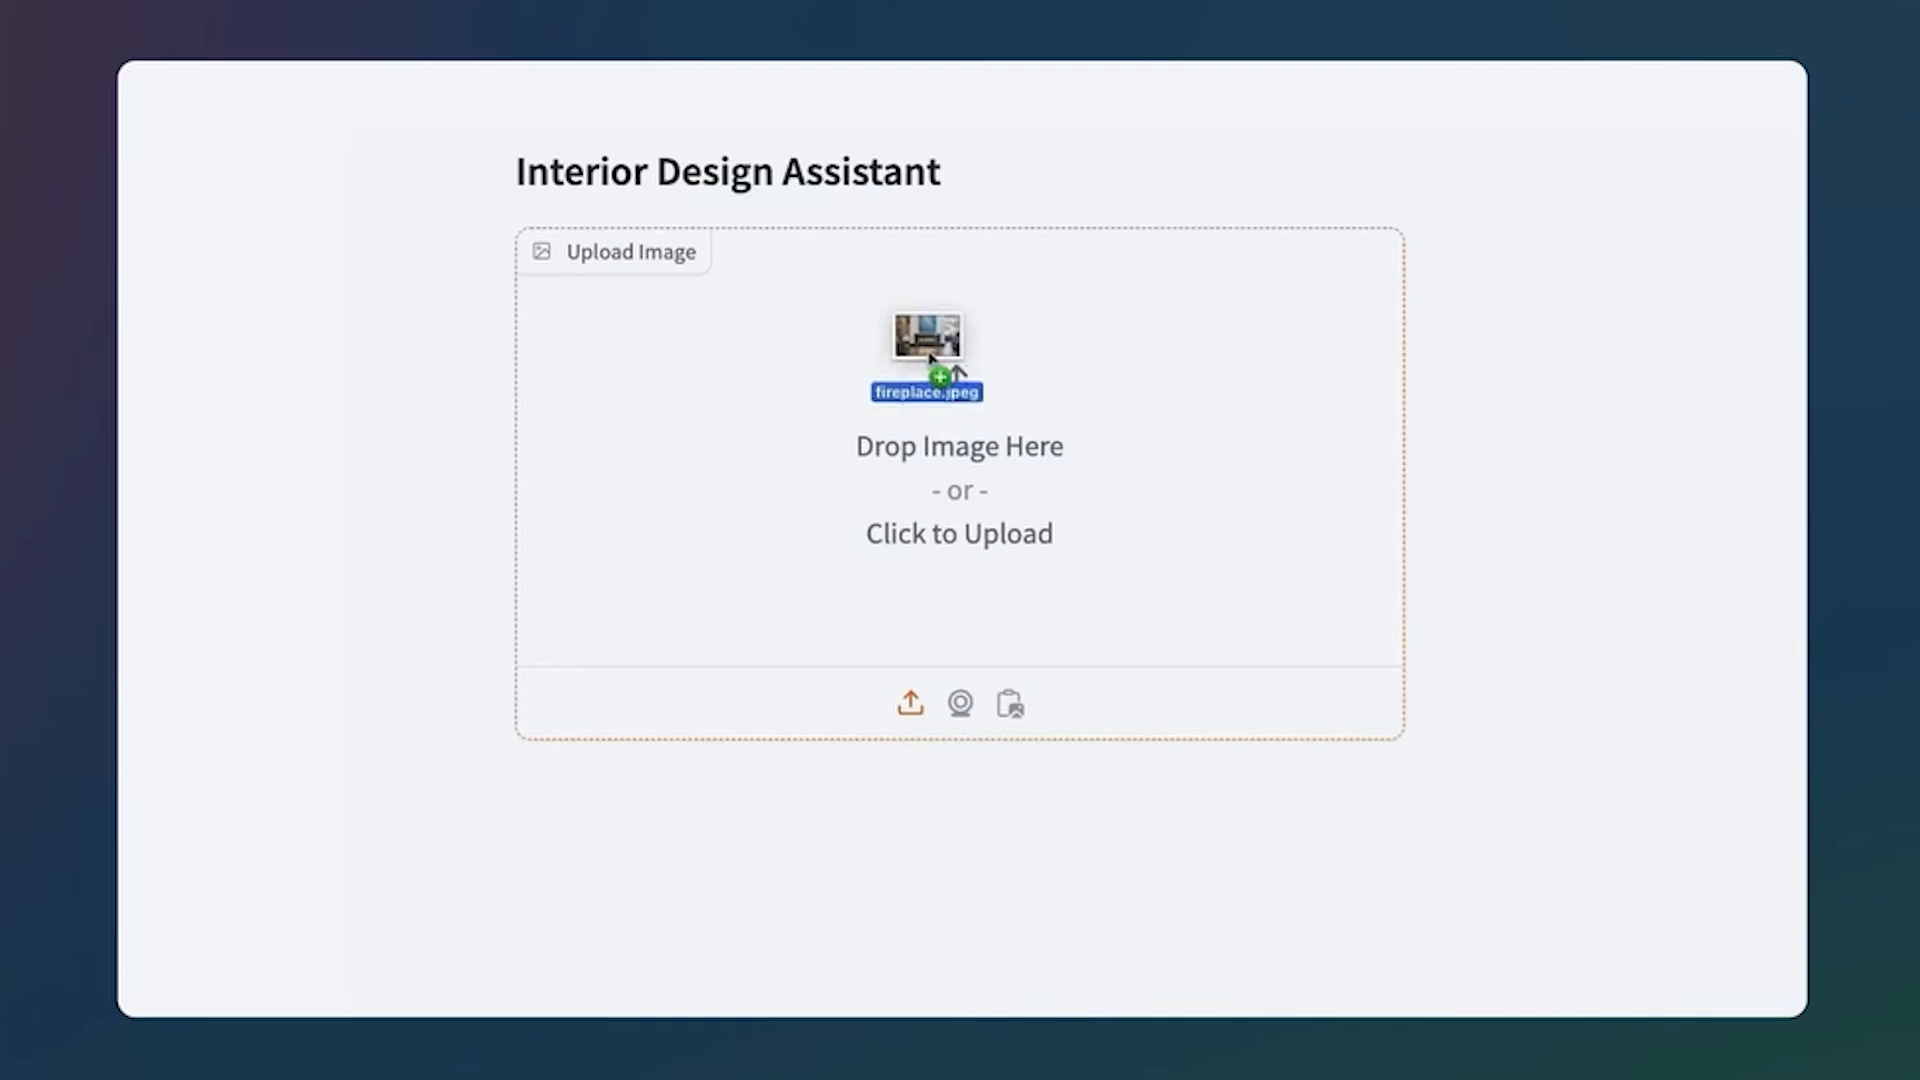 Interior Design Assistant
Upload Image
fireplace.jpeg
Drop Image Here
- or -
Click to Upload